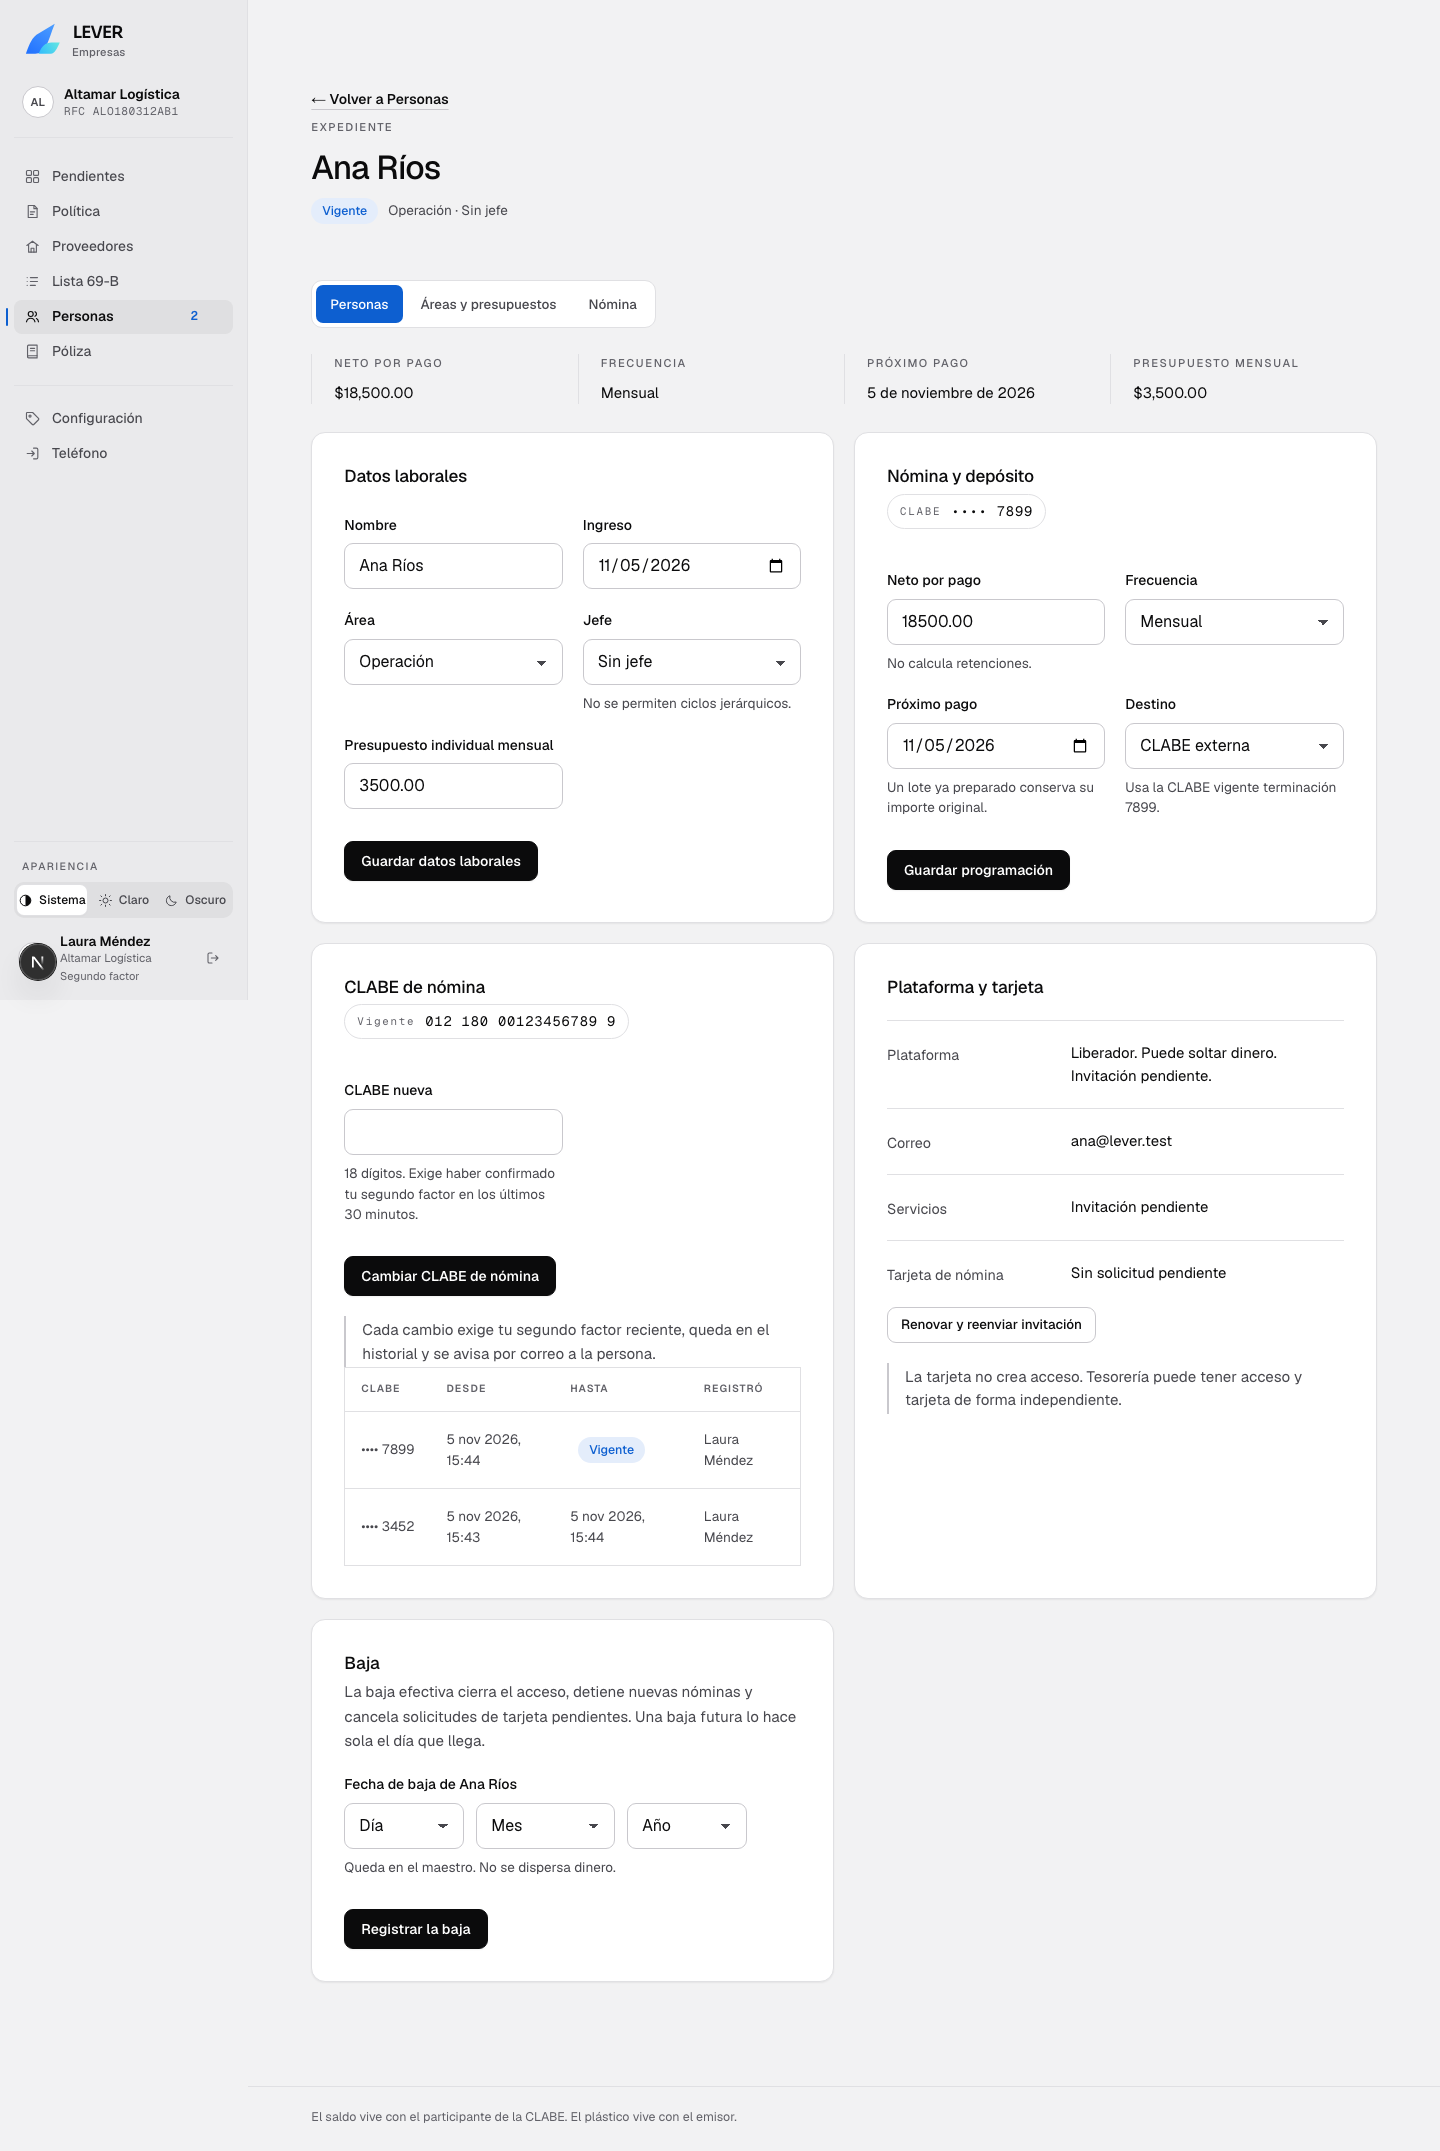 LEVER
Empresas
AL
Altamar Logística
RFC ALO180312AB1
Pendientes
Política
Proveedores
Lista 69-B
Personas 2
Póliza
Configuración
Teléfono
APARIENCIA
Sistema Claro Oscuro
N
Laura Méndez
Altamar Logística
Segundo factor
← Volver a Personas
EXPEDIENTE
Ana Ríos
Vigente Operación · Sin jefe
Personas Áreas y presupuestos Nómina
NETO POR PAGO
$18,500.00
FRECUENCIA
Mensual
PRÓXIMO PAGO
5 de noviembre de 2026
PRESUPUESTO MENSUAL
$3,500.00
Datos laborales
Nombre
Ana Ríos
Ingreso
11/05/2026
Área
Operación
Jefe
Sin jefe
No se permiten ciclos jerárquicos.
Presupuesto individual mensual
3500.00
Guardar datos laborales
Nómina y depósito
CLABE •••• 7899
Neto por pago
18500.00
No calcula retenciones.
Frecuencia
Mensual
Próximo pago
11/05/2026
Un lote ya preparado conserva su
importe original.
Destino
CLABE externa
Usa la CLABE vigente terminación
7899.
Guardar programación
CLABE de nómina
Vigente 012 180 00123456789 9
CLABE nueva
18 dígitos. Exige haber confirmado
tu segundo factor en los últimos
30 minutos.
Cambiar CLABE de nómina
Cada cambio exige tu segundo factor reciente, queda en el
historial y se avisa por correo a la persona.
CLABE DESDE HASTA REGISTRÓ
•••• 7899 5 nov 2026, 15:44 Vigente Laura Méndez
•••• 3452 5 nov 2026, 15:43 5 nov 2026, 15:44 Laura Méndez
Plataforma y tarjeta
Plataforma Liberador. Puede soltar dinero.
Invitación pendiente.
Correo ana@lever.test
Servicios Invitación pendiente
Tarjeta de nómina Sin solicitud pendiente
Renovar y reenviar invitación
La tarjeta no crea acceso. Tesorería puede tener acceso y
tarjeta de forma independiente.
Baja
La baja efectiva cierra el acceso, detiene nuevas nóminas y
cancela solicitudes de tarjeta pendientes. Una baja futura lo hace
sola el día que llega.
Fecha de baja de Ana Ríos
Día Mes Año
Queda en el maestro. No se dispersa dinero.
Registrar la baja
El saldo vive con el participante de la CLABE. El plástico vive con el emisor.